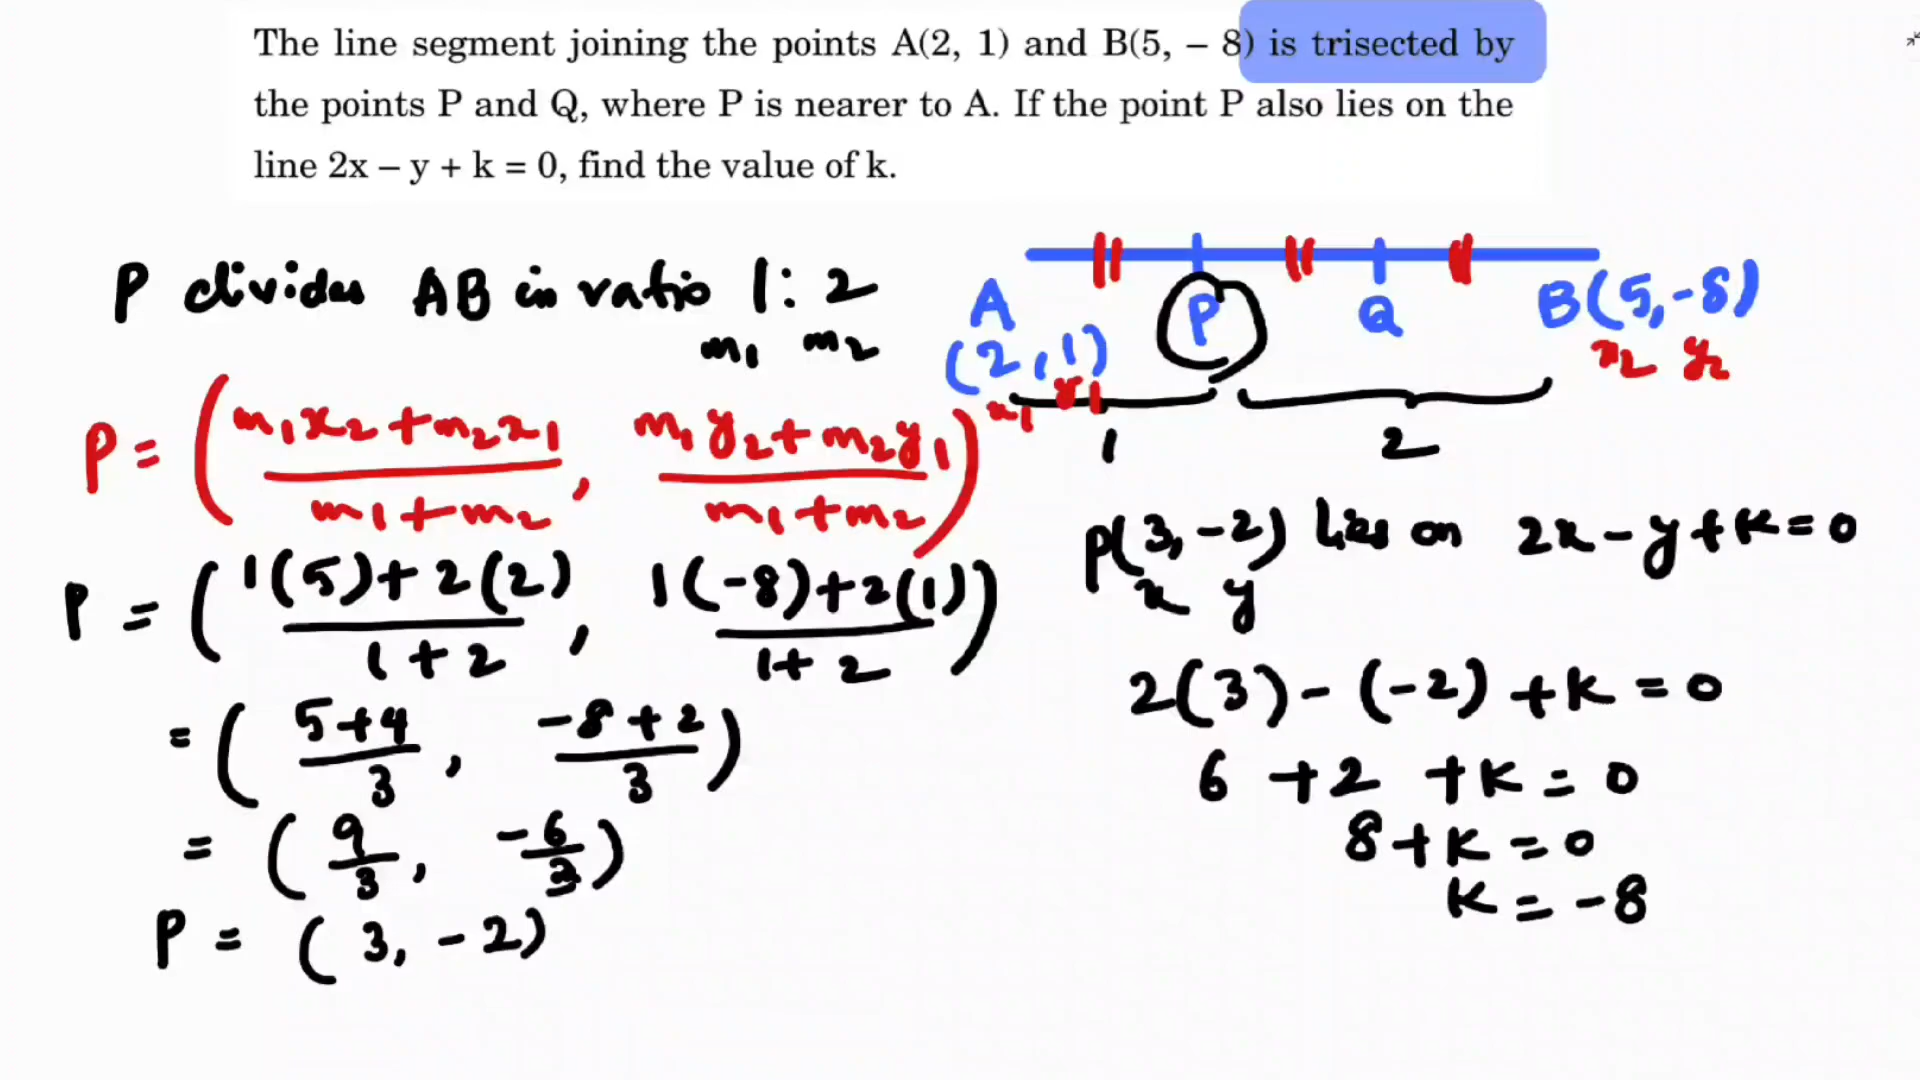 The line segment joining the points A(2, 1) and B(5, – 8) is trisected by
the points P and Q, where P is nearer to A. If the point P also lies on the
line 2x – y + k = 0, find the value of k.
P divides AB in ratio 1 : 2
m₁ m₂
A P Q B(5, -8)
(2, 1) x₂ y₂
x₁ y₁
1 2
P = (m₁x₂+m₂x₁ / m₁+m₂, m₁y₂+m₂y₁ / m₁+m₂)
P = (1(5)+2(2) / 1+2, 1(-8)+2(1) / 1+2)
= (5+4 / 3, -8+2 / 3)
= (9/3, -6/3)
P = (3, -2)
P(3, -2) lies on 2x - y + k = 0
x y
2(3) - (-2) + k = 0
6 + 2 + k = 0
8 + k = 0
k = -8